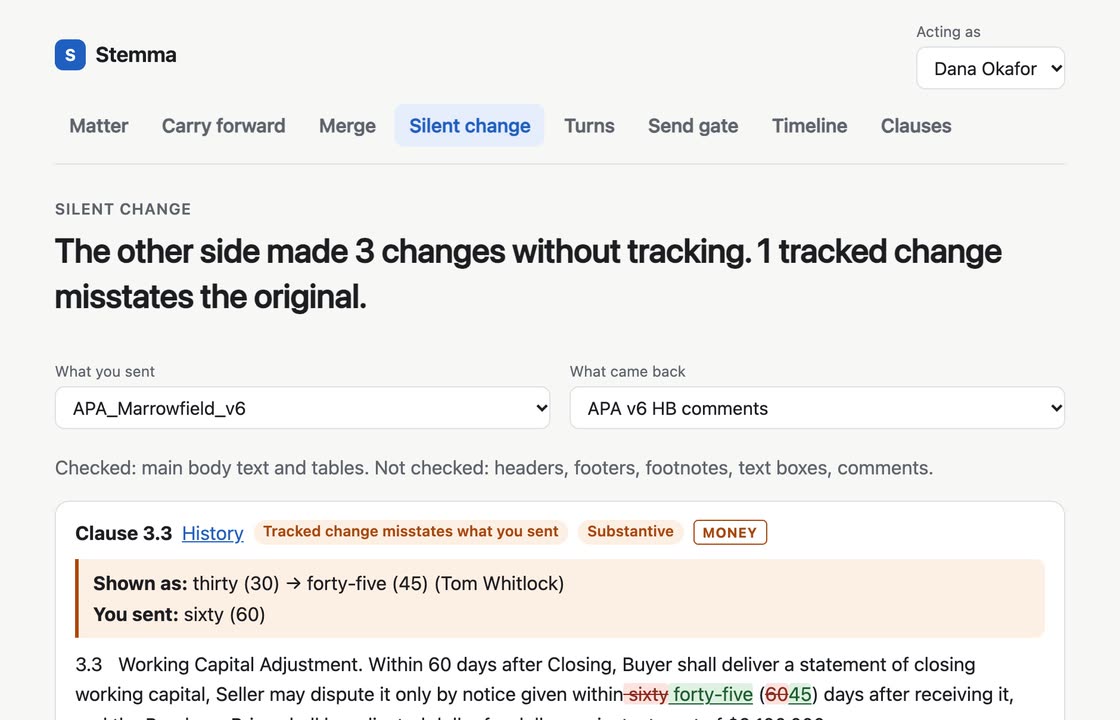 S Stemma
Acting as
Dana Okafor
Matter Carry forward Merge Silent change Turns Send gate Timeline Clauses
SILENT CHANGE
The other side made 3 changes without tracking. 1 tracked change
misstates the original.
What you sent
What came back
APA_Marrowfield_v6
APA v6 HB comments
Checked: main body text and tables. Not checked: headers, footers, footnotes, text boxes, comments.
Clause 3.3 History Tracked change misstates what you sent Substantive MONEY
Shown as: thirty (30) → forty-five (45) (Tom Whitlock)
You sent: sixty (60)
3.3 Working Capital Adjustment. Within 60 days after Closing, Buyer shall deliver a statement of closing
working capital, Seller may dispute it only by notice given within sixty forty-five (6045) days after receiving it,